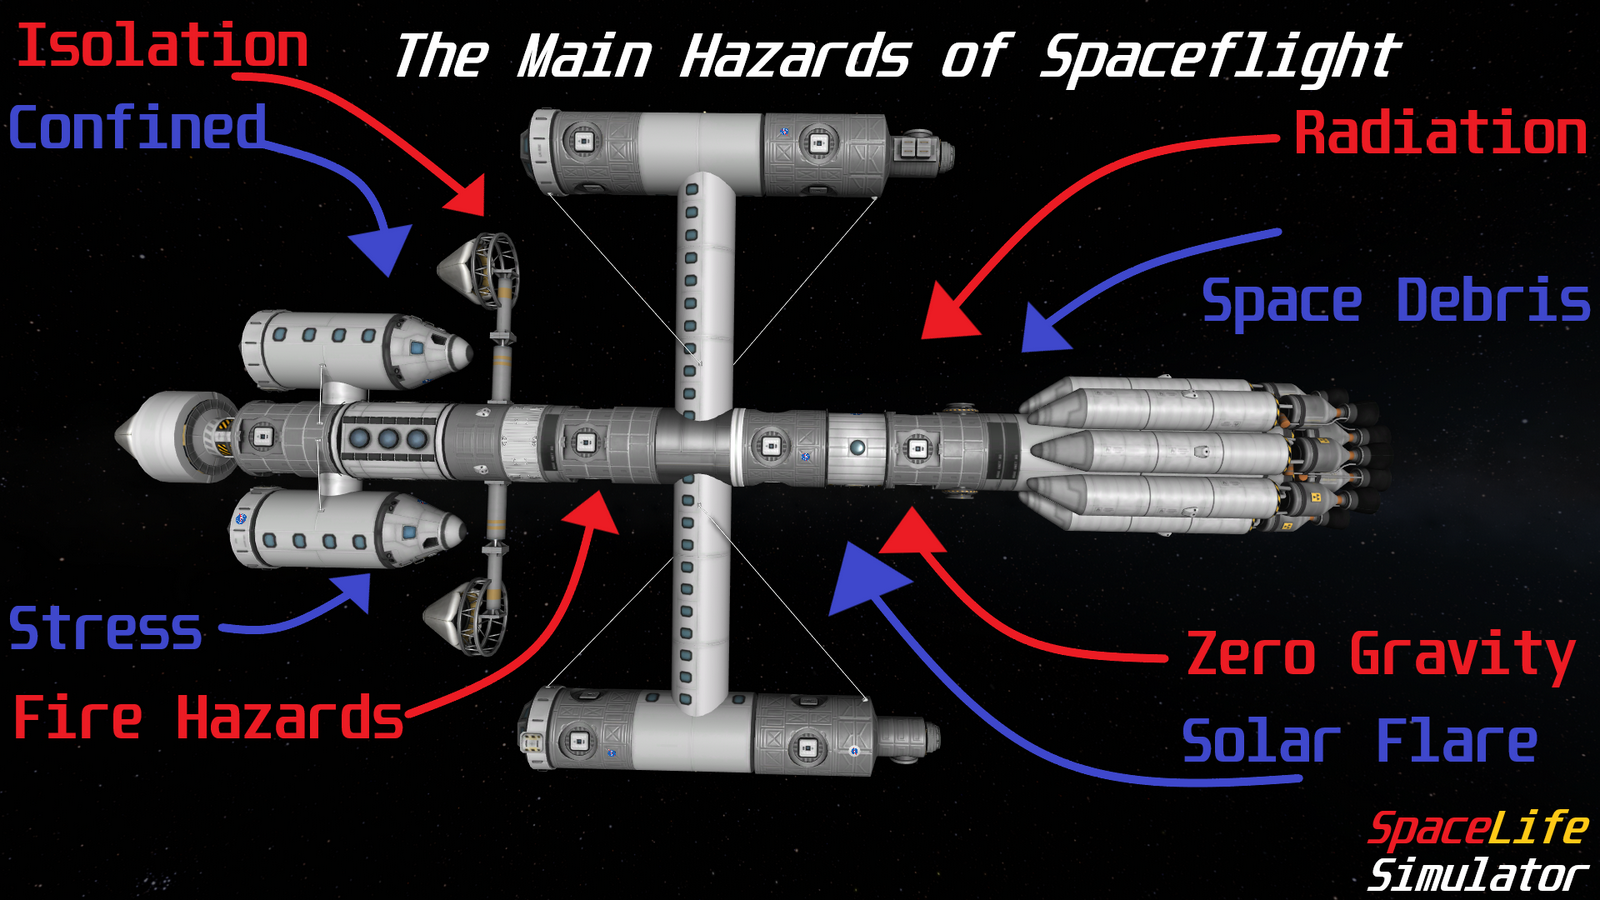 The Main Hazards of Spaceflight
Isolation
Confined
Radiation
Space Debris
Stress
Fire Hazards
Zero Gravity
Solar Flare
SpaceLife
Simulator